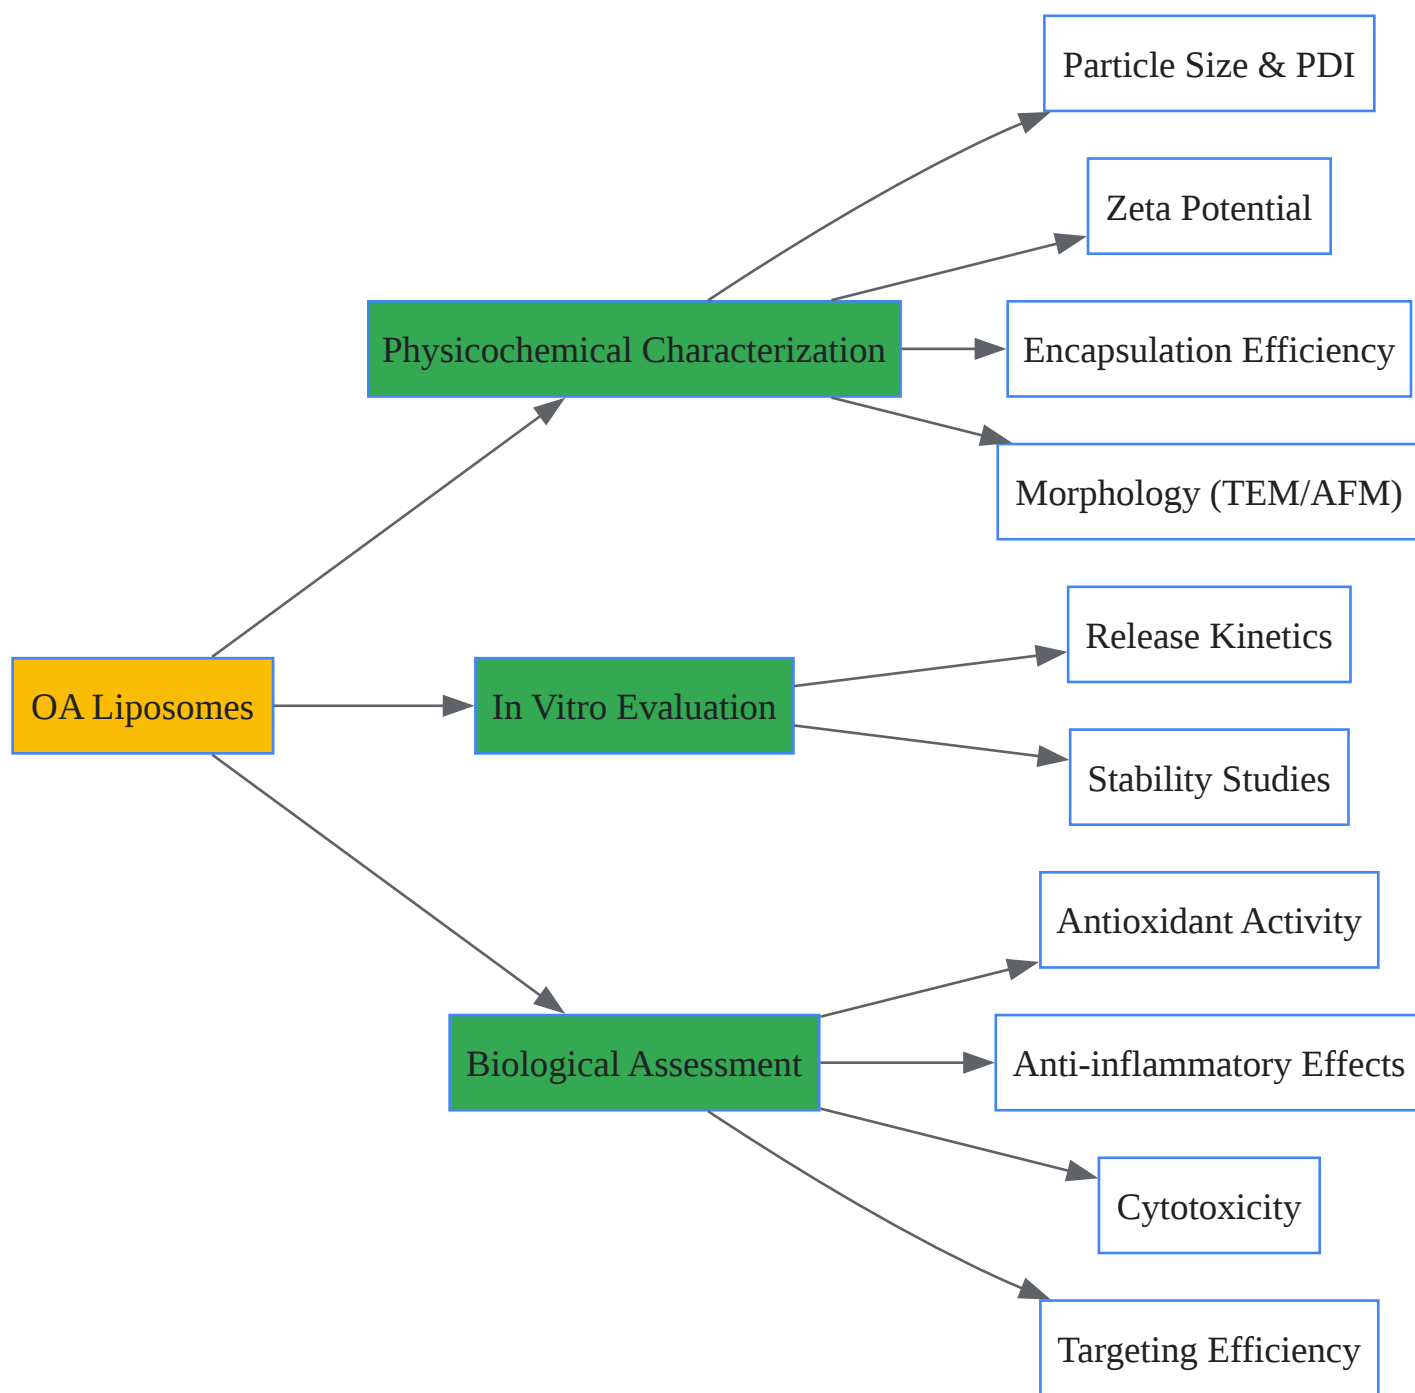 Particle Size & PDI
Zeta Potential
Physicochemical Characterization
Encapsulation Efficiency
Morphology (TEM/AFM)
Release Kinetics
OA Liposomes
In Vitro Evaluation
Stability Studies
Antioxidant Activity
Biological Assessment
Anti-inflammatory Effects
Cytotoxicity
Targeting Efficiency